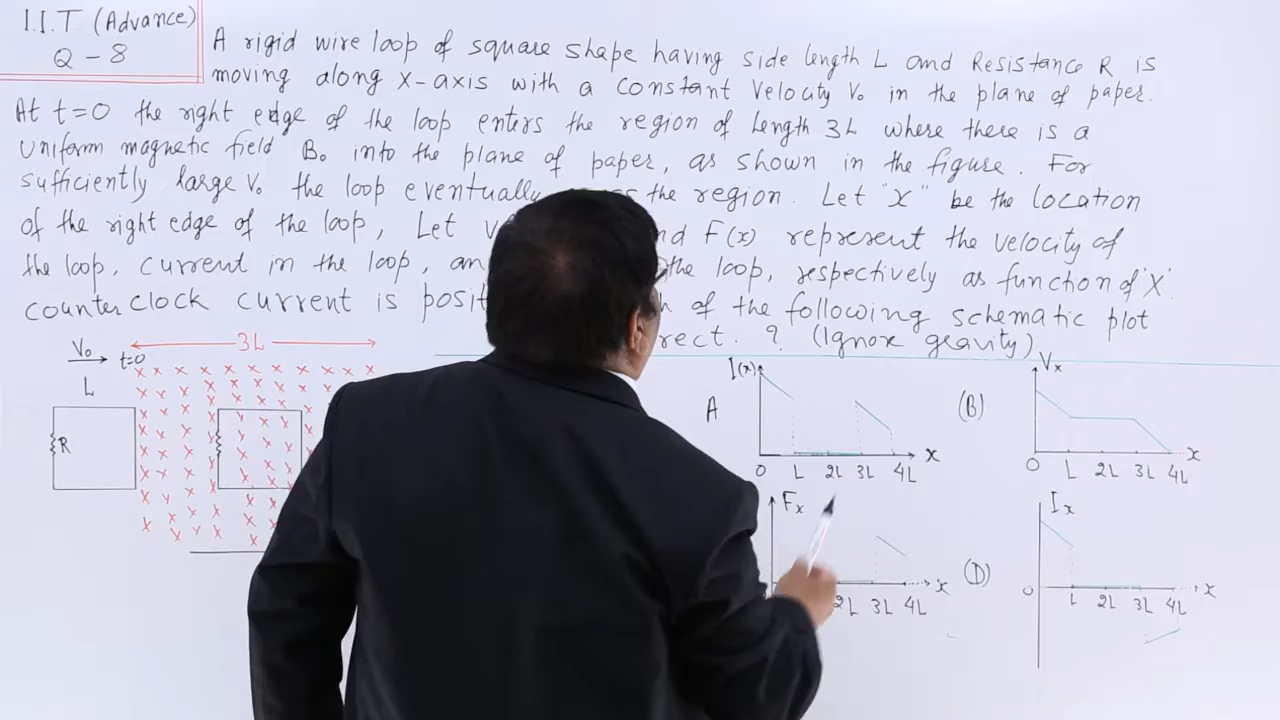 I.I.T (Advance)
Q - 8
A rigid wire loop of square shape having side length L and Resistance R is
moving along X-axis with a constant Velocity V₀ in the plane of paper.
At t=0 the right edge of the loop enters the region of length 3L where there is a
uniform magnetic field B₀ into the plane of paper, as shown in the figure. For
sufficiently large V₀ the loop eventually the region. Let "X" be the location
of the right edge of the loop, Let F(x) represent the velocity of
the loop, current in the loop, the loop, respectively as function of 'X'.
counter clock current is of the following schematic plot
? (Ignore gravity)
V₀
t=0
3L
L
R
A
I(x)
0 L 2L 3L 4L x
(B)
Vx
0 L 2L 3L 4L x
Fx
2L 3L 4L x
(D)
Ix
0 L 2L 3L 4L x